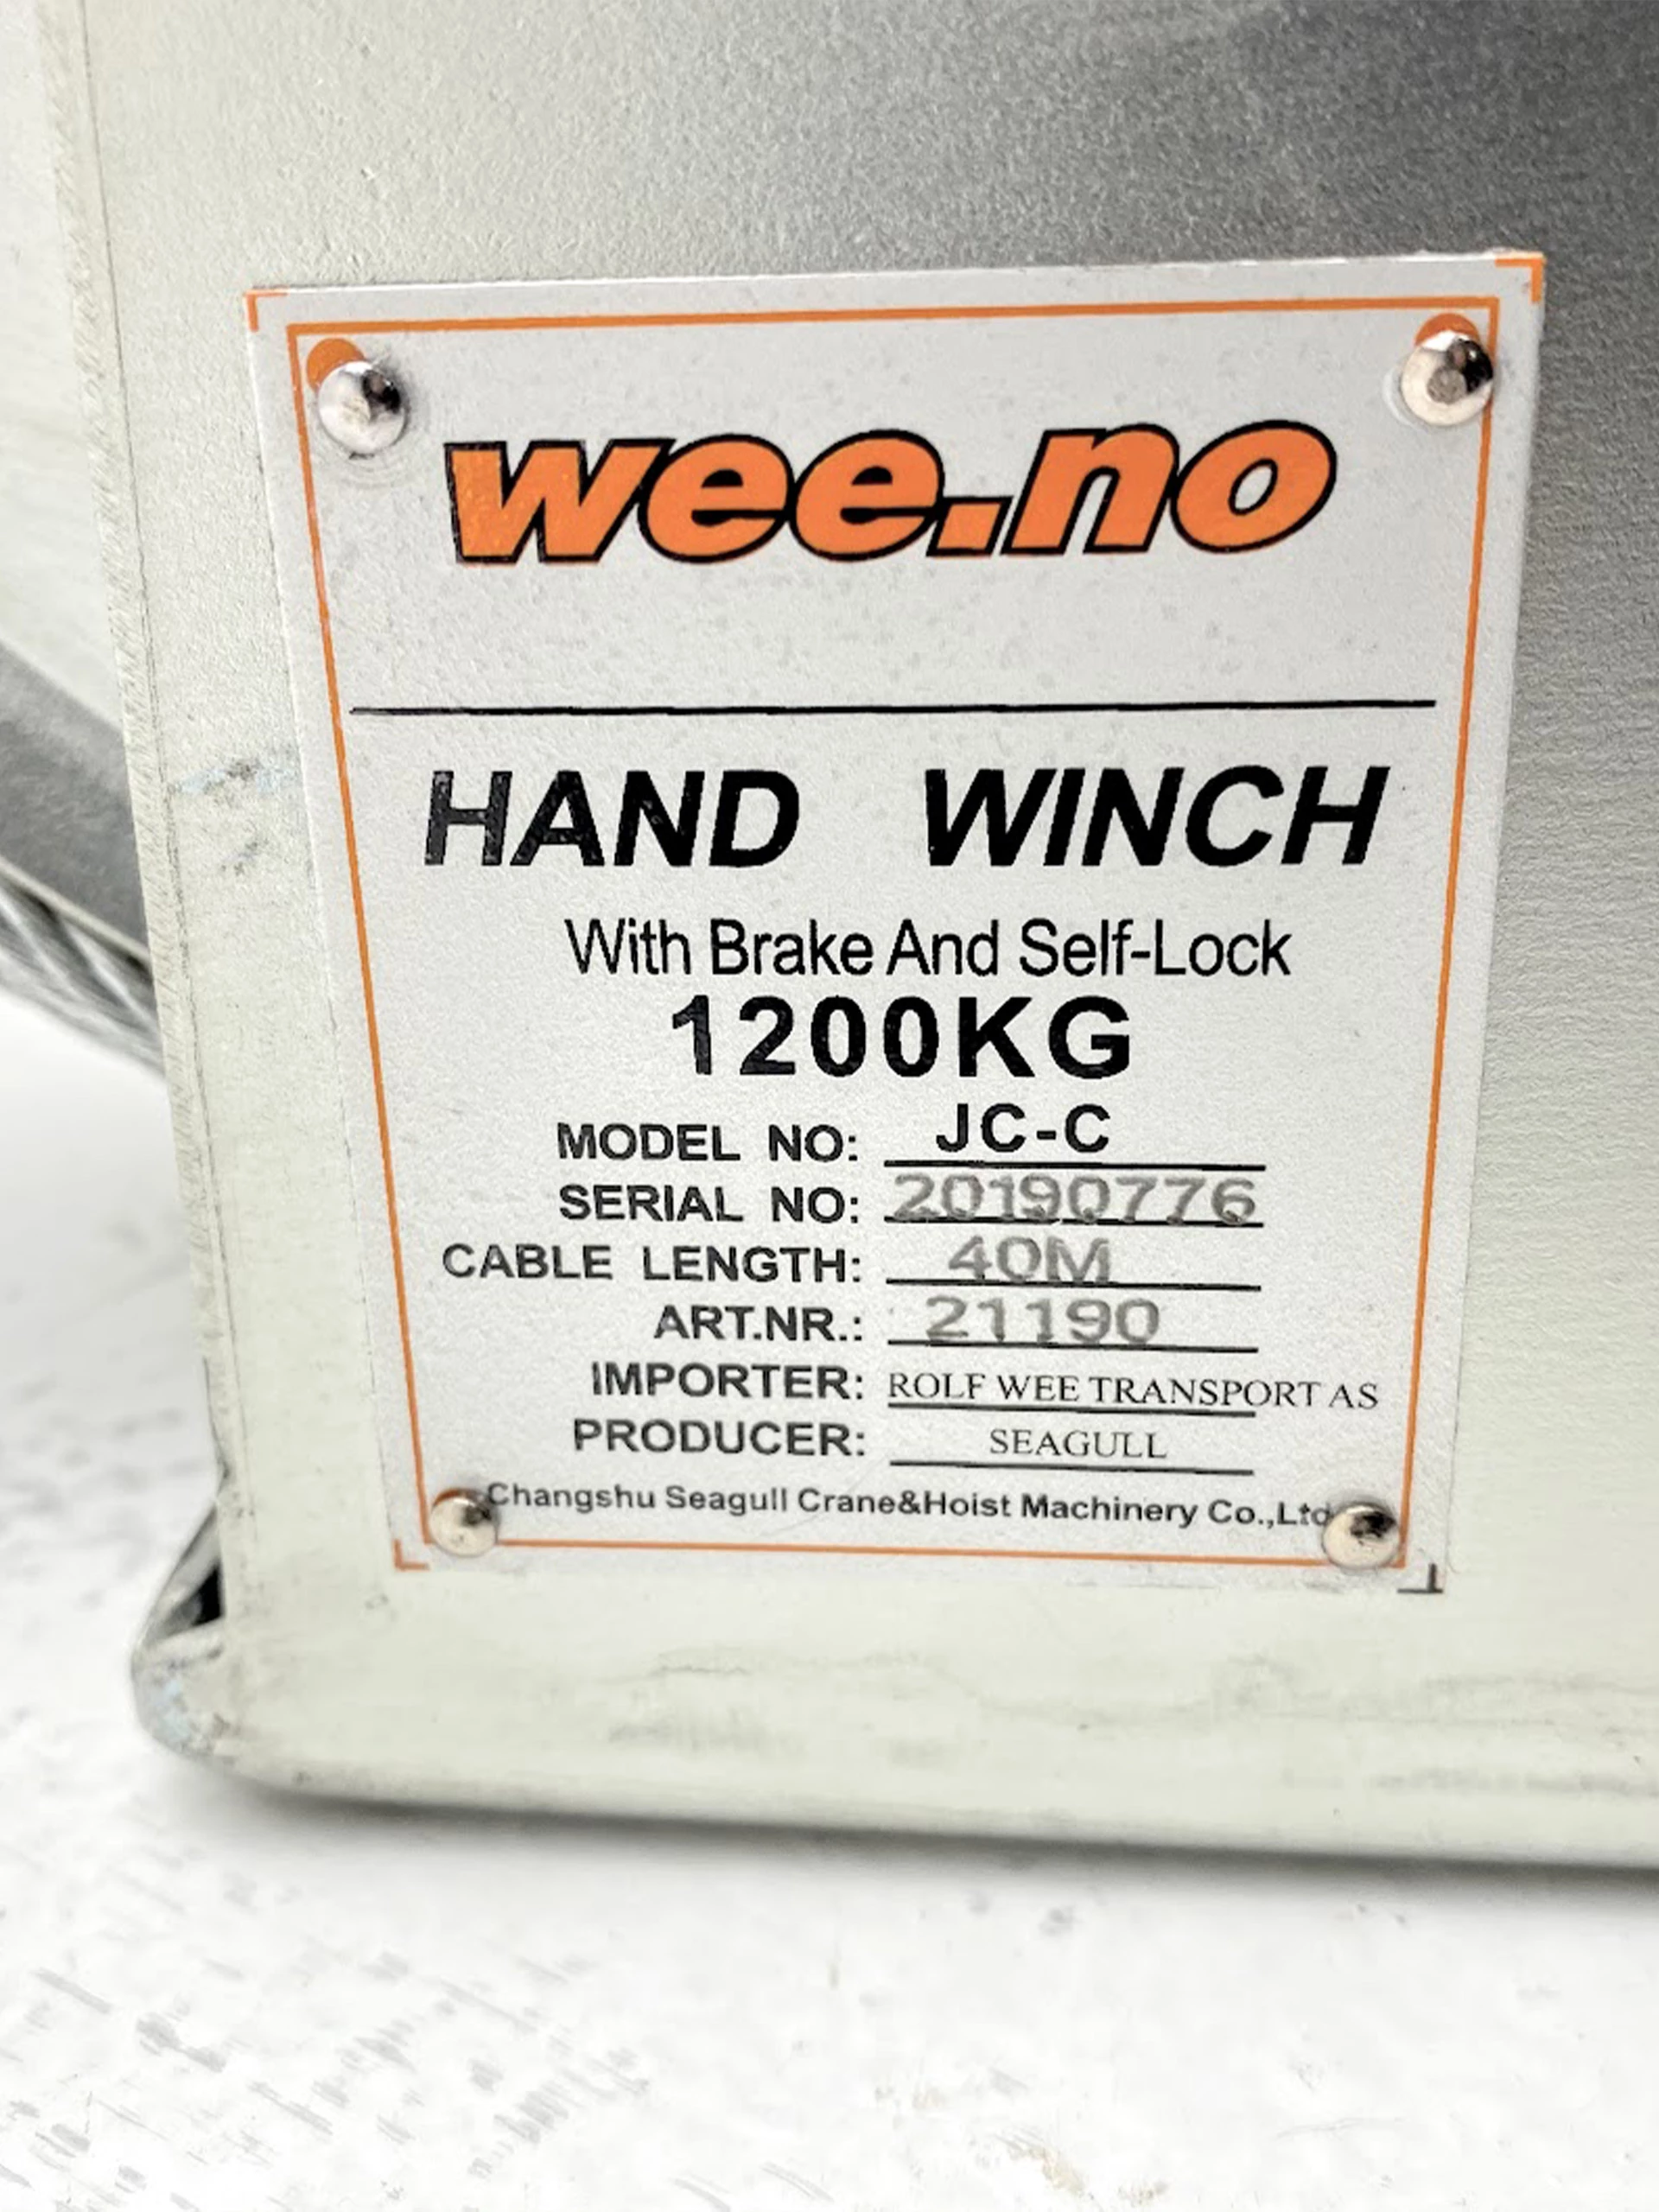 wee.no
HAND WINCH
With Brake And Self-Lock
1200KG
MODEL NO: JC-C
SERIAL NO: 20190776
CABLE LENGTH: 40M
ART.NR.: 21190
IMPORTER: ROLF WEE TRANSPORT AS
PRODUCER: SEAGULL
Changshu Seagull Crane&Hoist Machinery Co.,Ltd